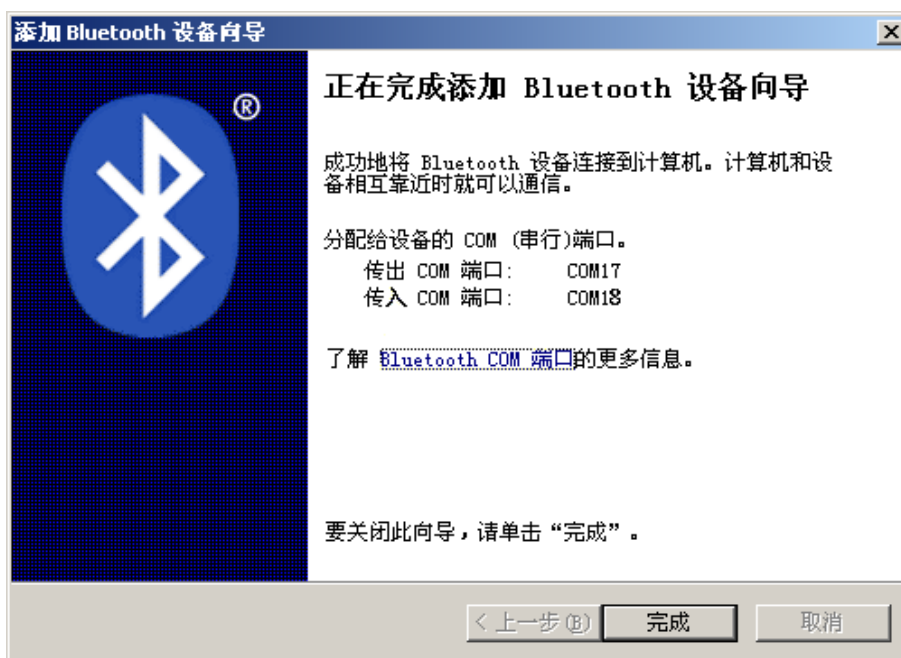 添加 Bluetooth 设备向导
®
正在完成添加 Bluetooth 设备向导
成功地将 Bluetooth 设备连接到计算机。计算机和设
备相互靠近时就可以通信。
分配给设备的 COM (串行)端口。
传出 COM 端口: COM17
传入 COM 端口: COM18
了解 Bluetooth COM 端口的更多信息。
要关闭此向导，请单击“完成”。
< 上一步(B) 完成 取消